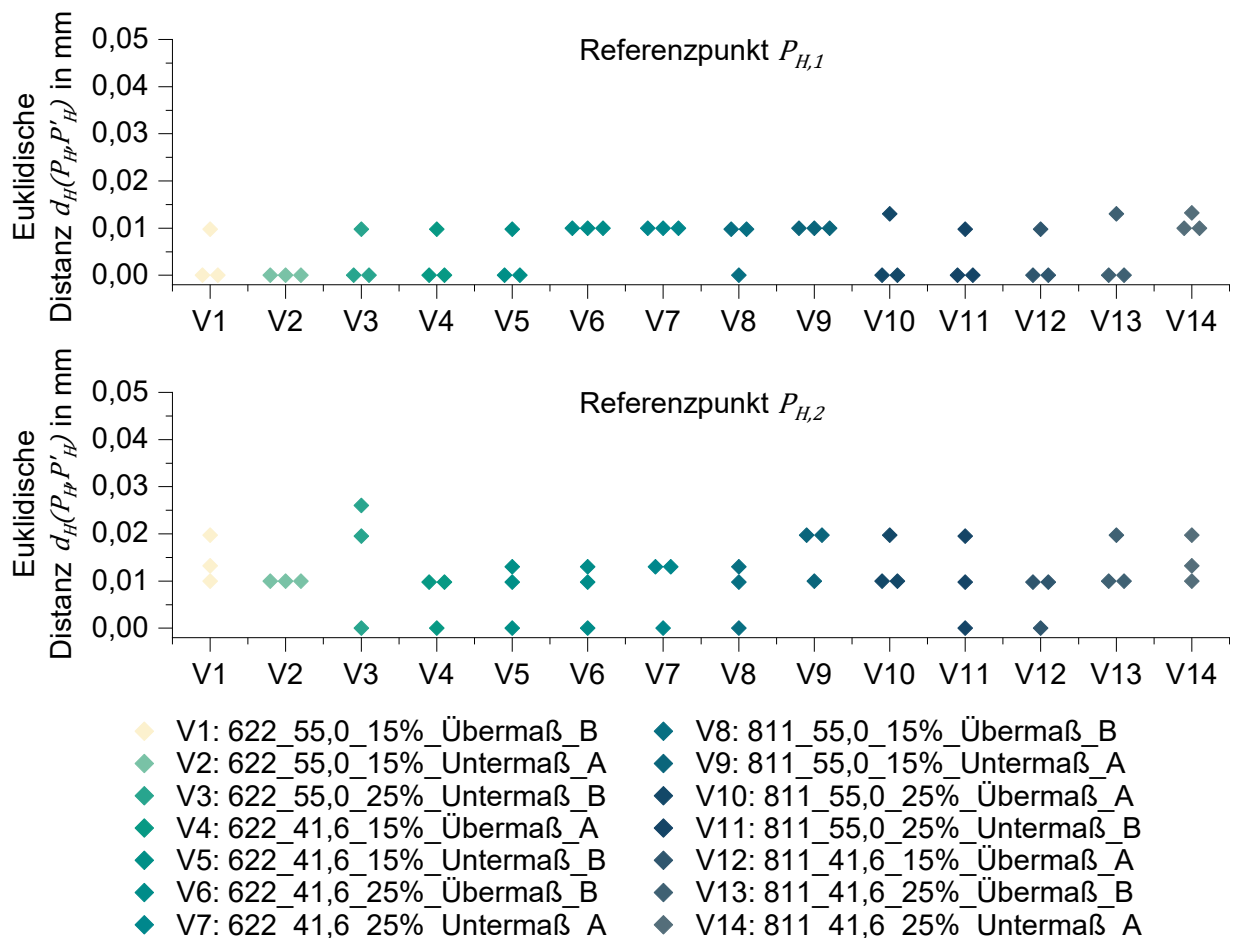 Referenzpunkt P_H,1
Euklidische
Distanz d_H(P_H,P'_H) in mm
0,05
0,04
0,03
0,02
0,01
0,00
V1 V2 V3 V4 V5 V6 V7 V8 V9 V10 V11 V12 V13 V14
Referenzpunkt P_H,2
Euklidische
Distanz d_H(P_H,P'_H) in mm
0,05
0,04
0,03
0,02
0,01
0,00
V1 V2 V3 V4 V5 V6 V7 V8 V9 V10 V11 V12 V13 V14
V1: 622_55,0_15%_Übermaß_B
V2: 622_55,0_15%_Untermaß_A
V3: 622_55,0_25%_Untermaß_B
V4: 622_41,6_15%_Übermaß_A
V5: 622_41,6_15%_Untermaß_B
V6: 622_41,6_25%_Übermaß_B
V7: 622_41,6_25%_Untermaß_A
V8: 811_55,0_15%_Übermaß_B
V9: 811_55,0_15%_Untermaß_A
V10: 811_55,0_25%_Übermaß_A
V11: 811_55,0_25%_Untermaß_B
V12: 811_41,6_15%_Übermaß_A
V13: 811_41,6_25%_Übermaß_B
V14: 811_41,6_25%_Untermaß_A